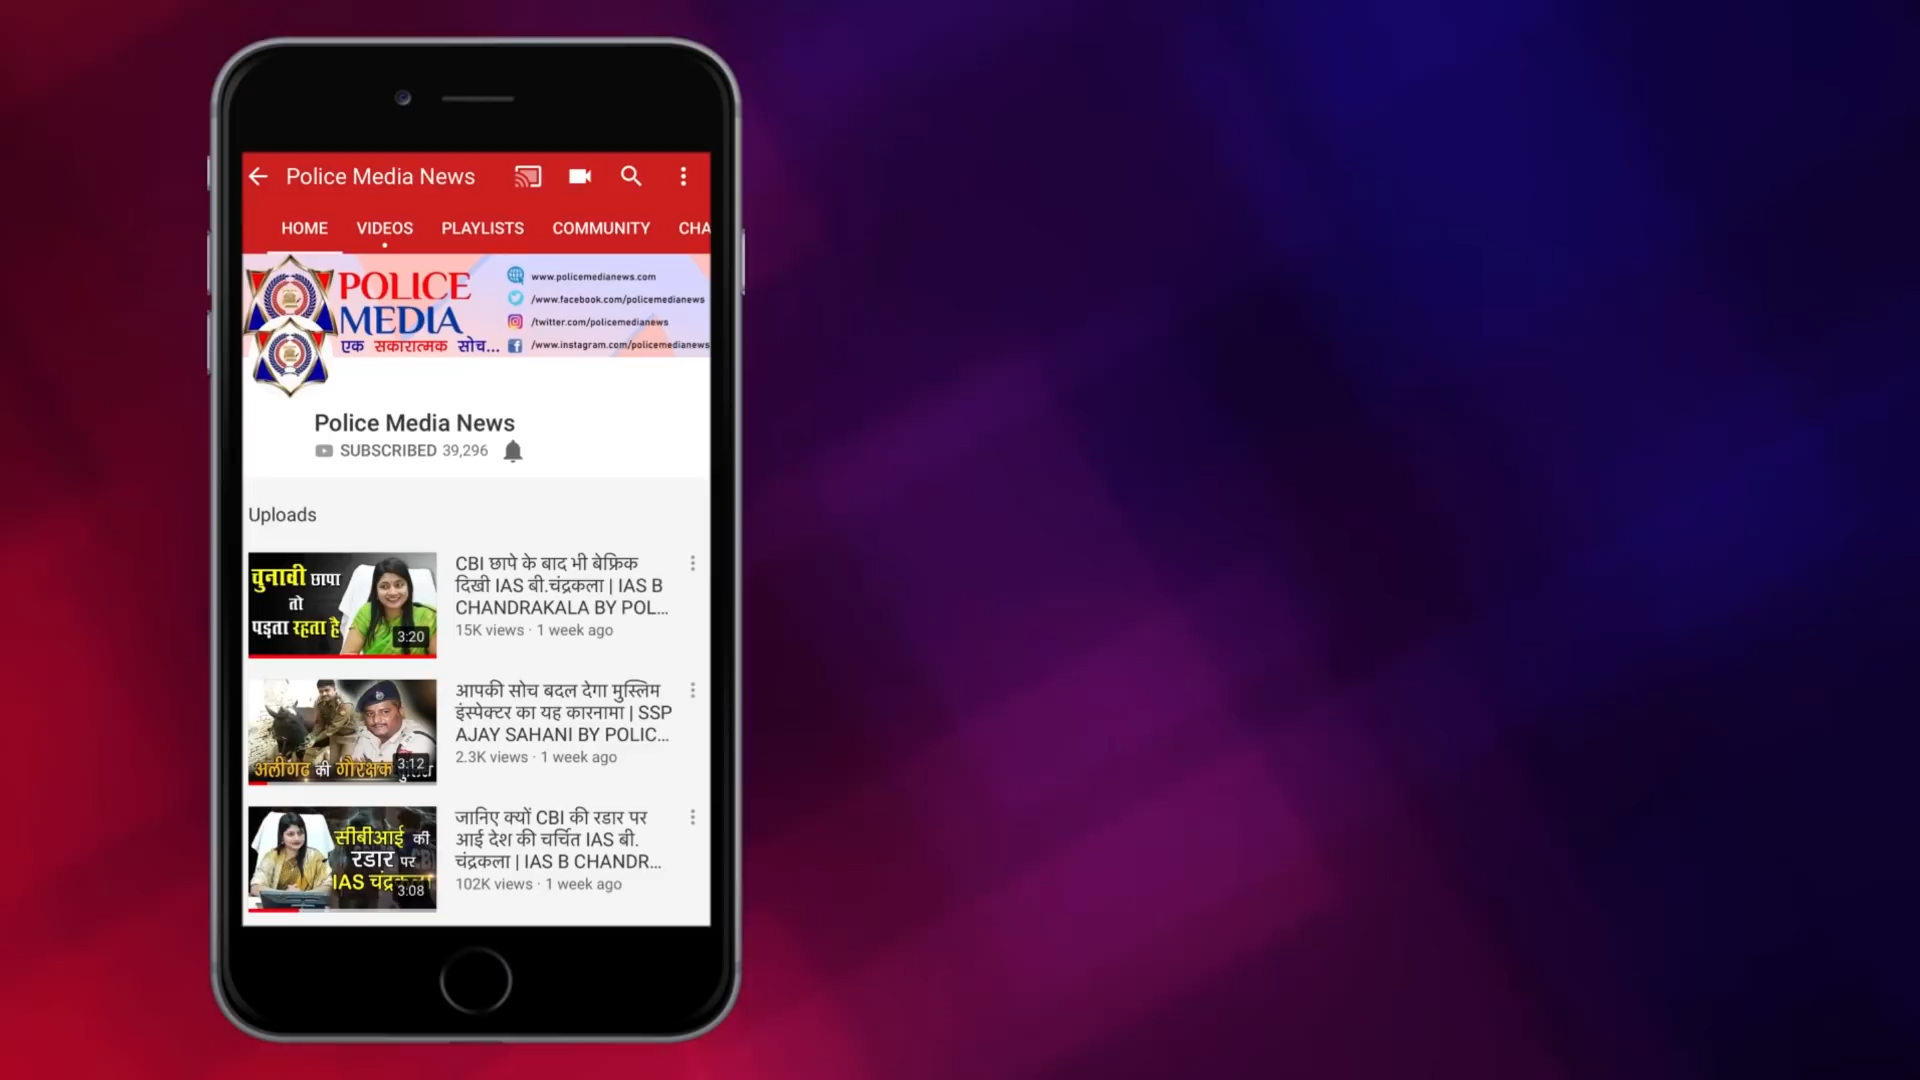 Police Media News
HOME VIDEOS PLAYLISTS COMMUNITY CHA
POLICE
MEDIA
एक सकारात्मक सोच...
www.policemedianews.com
/www.facebook.com/policemedianews
/twitter.com/policemedianews
/www.instagram.com/policemedianews
Police Media News
SUBSCRIBED 39,296
Uploads
चुनावी छापा
तो
पड़ता रहता है
3:20
CBI छापे के बाद भी बेफ्रिक
दिखी IAS बी.चंद्रकला | IAS B
CHANDRAKALA BY POL...
15K views · 1 week ago
अलीगढ़ की गौरक्षक
3:12
आपकी सोच बदल देगा मुस्लिम
इंस्पेक्टर का यह कारनामा | SSP
AJAY SAHANI BY POLIC...
2.3K views · 1 week ago
सीबीआई की
रडार पर
IAS चंद्रकला
3:08
जानिए क्यों CBI की रडार पर
आई देश की चर्चित IAS बी.
चंद्रकला | IAS B CHANDR...
102K views · 1 week ago